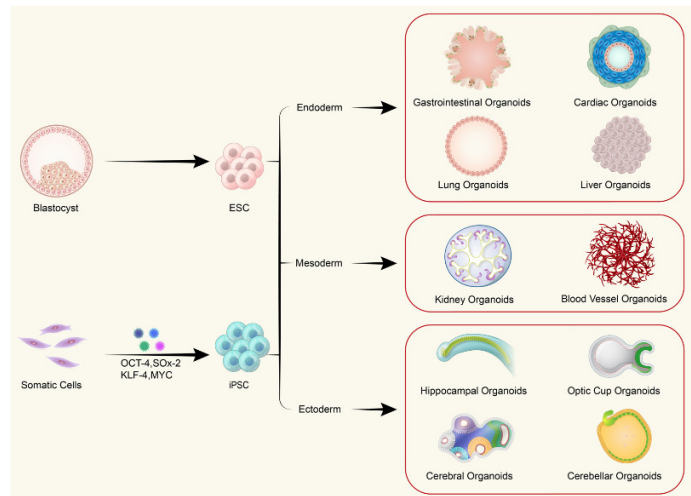 Endoderm
Gastrointestinal Organoids
Cardiac Organoids
Lung Organoids
Liver Organoids
Blastocyst
ESC
Mesoderm
Kidney Organoids
Blood Vessel Organoids
OCT-4,SOx-2
KLF-4,MYC
Somatic Cells
iPSC
Ectoderm
Hippocampal Organoids
Optic Cup Organoids
Cerebral Organoids
Cerebellar Organoids